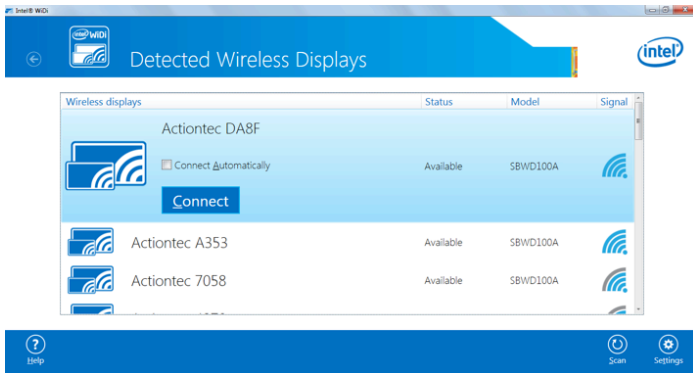 Intel® WiDi
intel WiDi
Detected Wireless Displays
intel
Wireless displays Status Model Signal
Actiontec DA8F
Connect Automatically Available SBWD100A
Connect
Actiontec A353 Available SBWD100A
Actiontec 7058 Available SBWD100A
? Help
Scan Settings